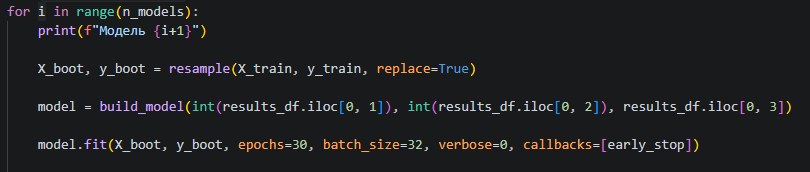 for i in range(n_models):
print(f"Модель {i+1}")
X_boot, y_boot = resample(X_train, y_train, replace=True)
model = build_model(int(results_df.iloc[0, 1]), int(results_df.iloc[0, 2]), results_df.iloc[0, 3])
model.fit(X_boot, y_boot, epochs=30, batch_size=32, verbose=0, callbacks=[early_stop])